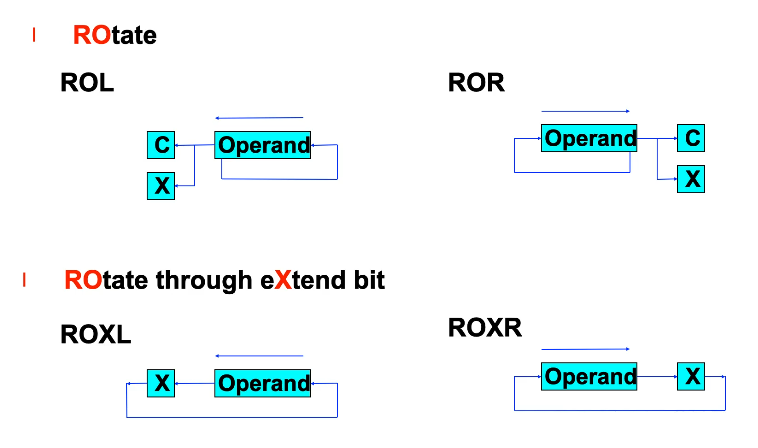 ROtate
ROL
ROR
C
Operand
X
Operand
C
X
ROtate through eXtend bit
ROXL
ROXR
X
Operand
Operand
X